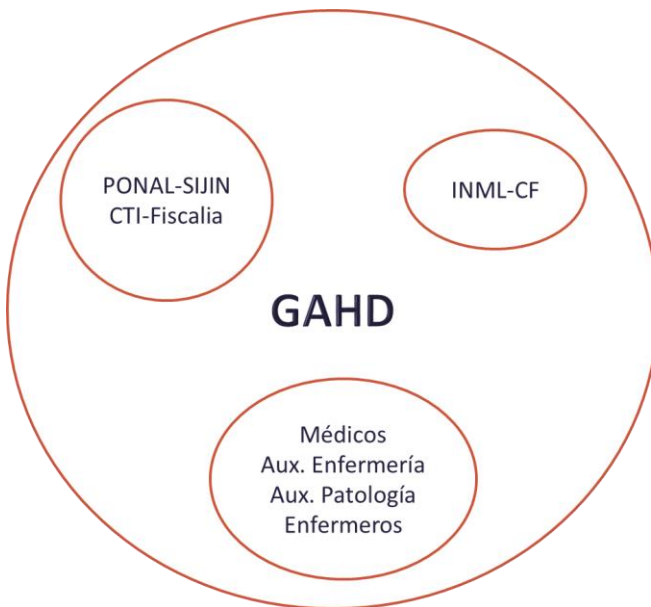 PONAL-SIJIN
CTI-Fiscalia
INML-CF
GAHD
Médicos
Aux. Enfermería
Aux. Patología
Enfermeros